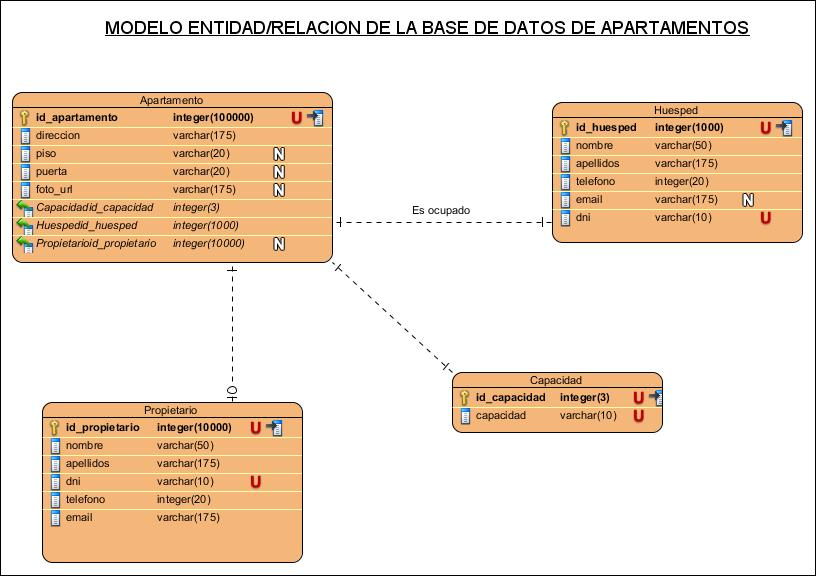 MODELO ENTIDAD/RELACION DE LA BASE DE DATOS DE APARTAMENTOS
Apartamento
id_apartamento integer(100000) U
direccion varchar(175)
piso varchar(20) N
puerta varchar(20) N
foto_url varchar(175) N
Capacidadid_capacidad integer(3)
Huespedid_huesped integer(1000)
Propietarioid_propietario integer(10000) N
Es ocupado
Huesped
id_huesped integer(1000) U
nombre varchar(50)
apellidos varchar(175)
telefono integer(20)
email varchar(175) N
dni varchar(10) U
Capacidad
id_capacidad integer(3) U
capacidad varchar(10) U
Propietario
id_propietario integer(10000) U
nombre varchar(50)
apellidos varchar(175)
dni varchar(10) U
telefono integer(20)
email varchar(175)